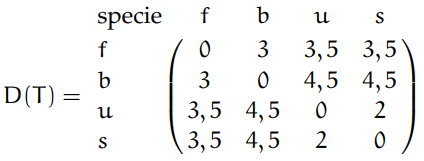 specie f b u s
f 0 3 3,5 3,5
b 3 0 4,5 4,5
D(T) =
u 3,5 4,5 0 2
s 3,5 4,5 2 0